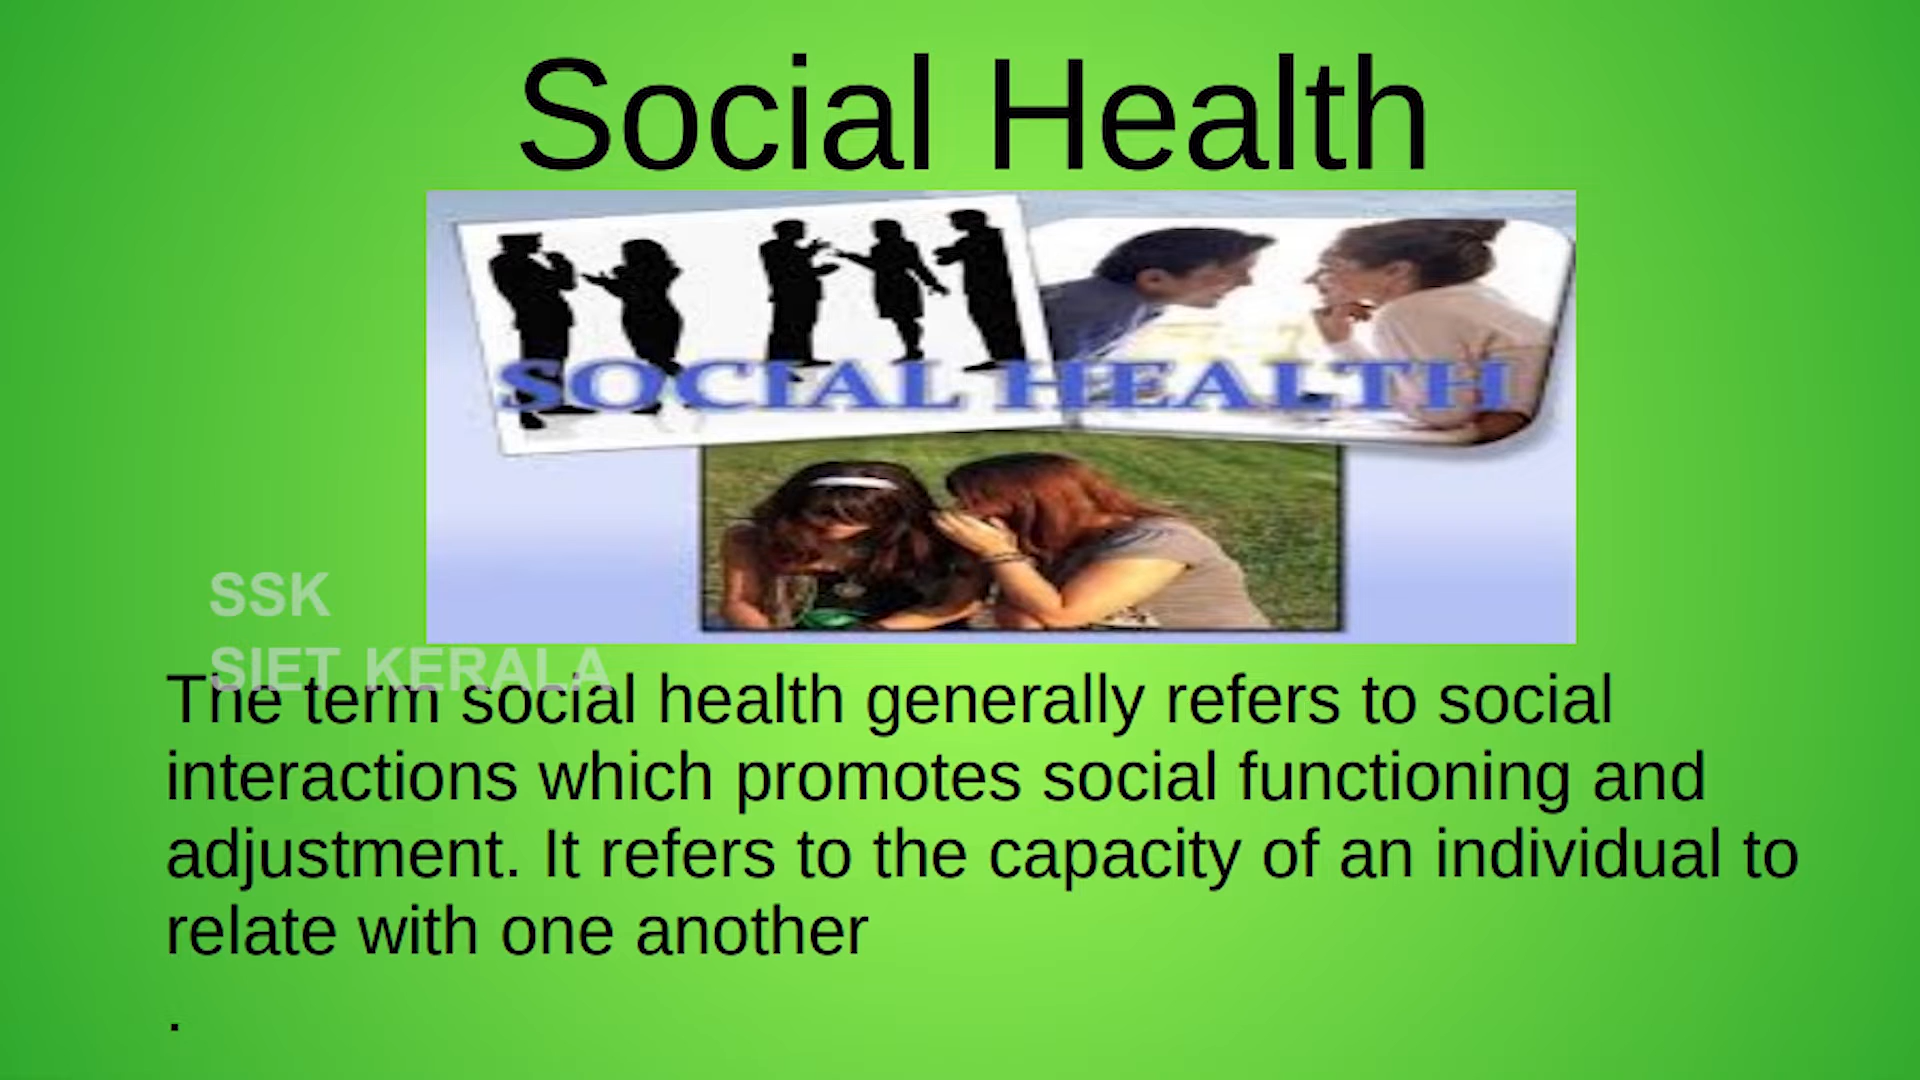 Social Health
SOCIAL HEALTH
SSK
SIET KERALA
The term social health generally refers to social
interactions which promotes social functioning and
adjustment. It refers to the capacity of an individual to
relate with one another
.